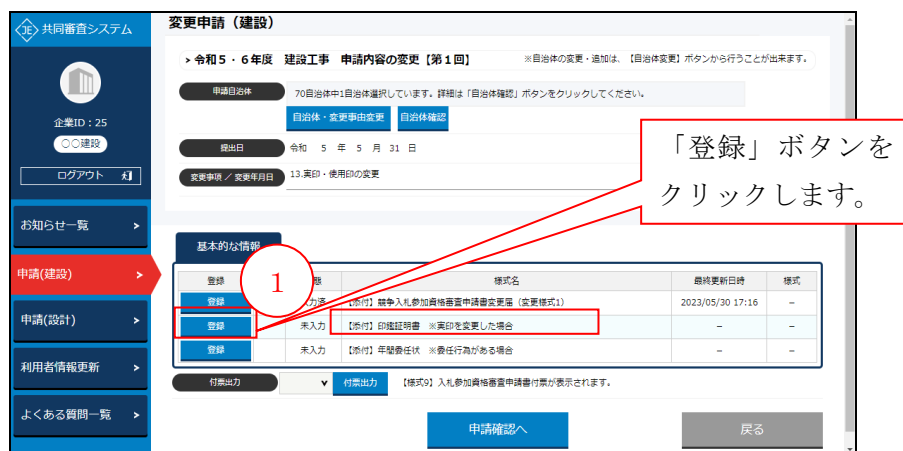 共同審査システム
企業ID：25
〇〇建設
ログアウト
お知らせ一覧 >
申請(建設) >
申請(設計) >
利用者情報更新 >
よくある質問一覧 >
変更申請（建設）
> 令和５・６年度 建設工事 申請内容の変更【第１回】 ※自治体の変更・追加は、【自治体変更】ボタンから行うことが出来ます。
申請自治体 70自治体中1自治体選択しています。詳細は「自治体確認」ボタンをクリックしてください。
自治体・変更事由変更 自治体確認
提出日 令和 5 年 5 月 31 日
変更事項 / 変更年月日 13.実印・使用印の変更
「登録」ボタンを
クリックします。
基本的な情報
1
登録 態 様式名 最終更新日時 様式
登録 力済 【添付】競争入札参加資格審査申請書変更届（変更様式1） 2023/05/30 17:16 －
登録 未入力 【添付】印鑑証明書 ※実印を変更した場合 － －
登録 未入力 【添付】年間委任状 ※委任行為がある場合 － －
付票出力 付票出力 【様式9】入札参加資格審査申請書付票が表示されます。
申請確認へ 戻る